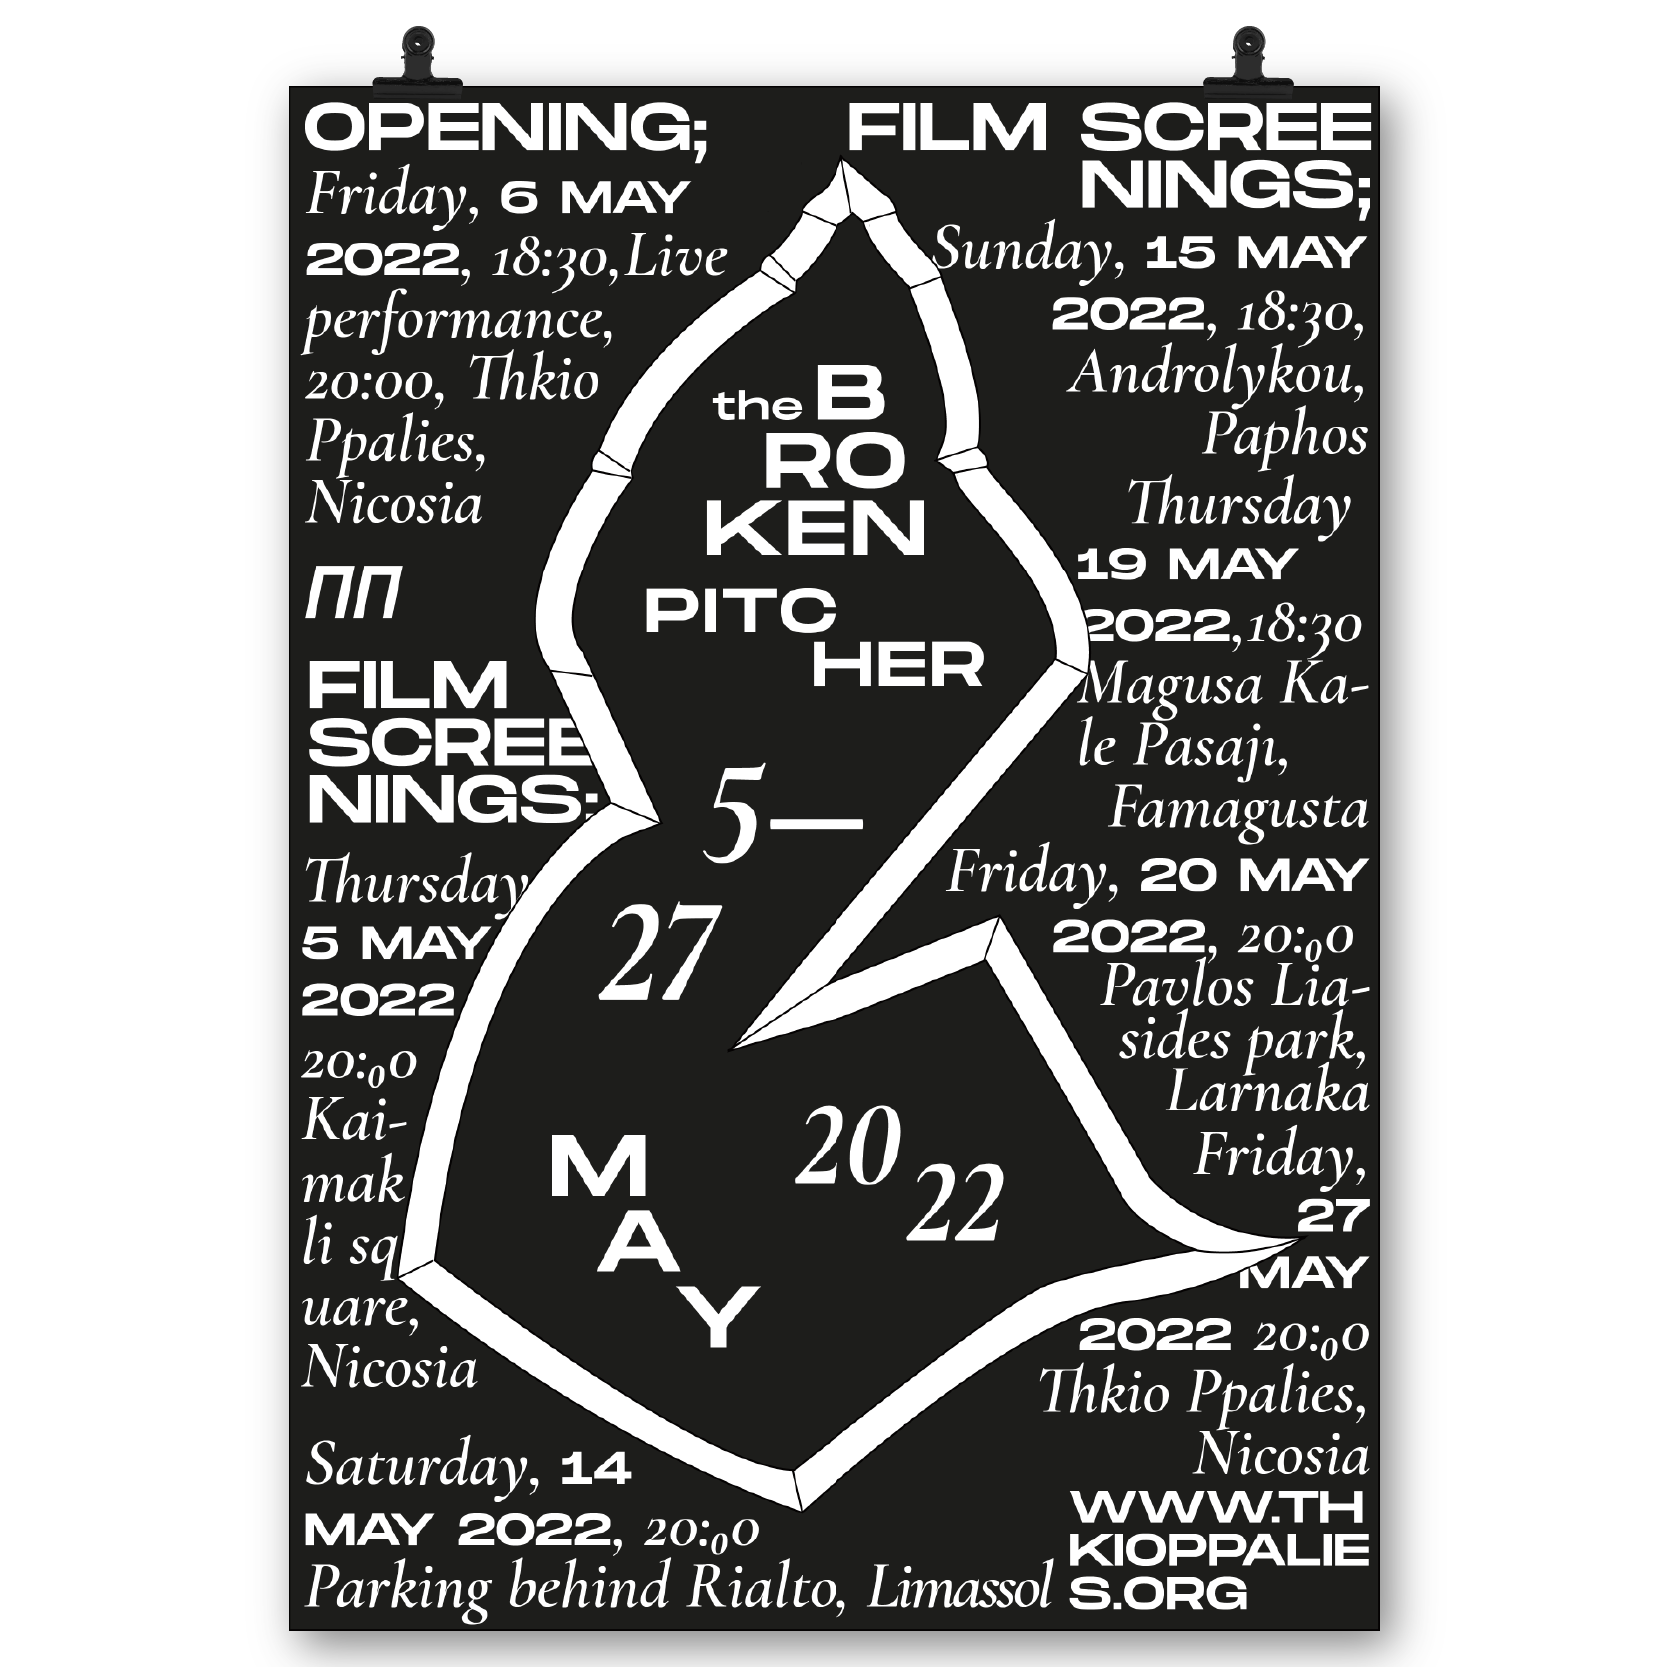 OPENING;
Friday, 6 MAY
2022, 18:30,Live
performance,
20:00, Thkio
Ppalies,
Nicosia
ΠΠ
FILM
SCREE
NINGS;
Thursday
5 MAY
2022
20:00
Kai-
mak
li sq
uare,
Nicosia
Saturday, 14
MAY 2022, 20:00
Parking behind Rialto, Limassol
the B
RO
KEN
PITC
HER
5—
27
M
A
Y
20
22
FILM SCREE
NINGS;
Sunday, 15 MAY
2022, 18:30,
Androlykou,
Paphos
Thursday
19 MAY
2022,18:30
Magusa Ka-
le Pasajı,
Famagusta
Friday, 20 MAY
2022, 20:00
Pavlos Lia-
sides park,
Larnaka
Friday,
27
MAY
2022 20:00
Thkio Ppalies,
Nicosia
WWW.TH
KIOPPALIE
S.ORG